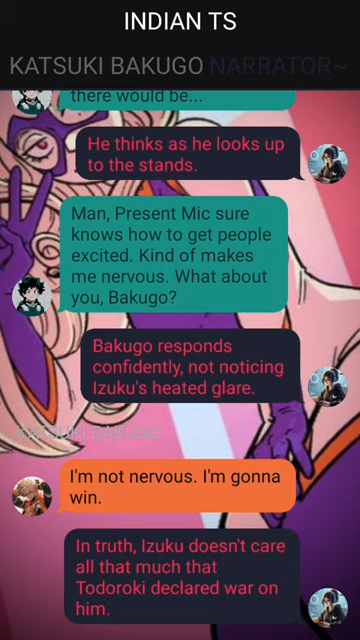 INDIAN TS
KATSUKI BAKUGO NARRATOR~
there would be...
He thinks as he looks up
to the stands.
Man, Present Mic sure
knows how to get people
excited. Kind of makes
me nervous. What about
you, Bakugo?
Bakugo responds
confidently, not noticing
Izuku's heated glare.
KATSUKI BAKUGO
I'm not nervous. I'm gonna
win.
In truth, Izuku doesn't care
all that much that
Todoroki declared war on
him.